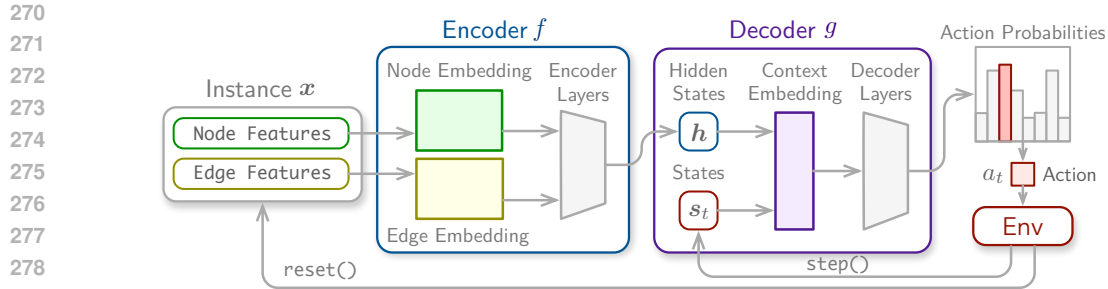 270
271
272
273
274
275
276
277
278
Instance x
Node Features
Edge Features
Encoder f
Node Embedding
Edge Embedding
Encoder
Layers
Decoder g
Hidden
States
h
States
s_t
Context
Embedding
Decoder
Layers
Action Probabilities
a_t
Action
Env
step()
reset()